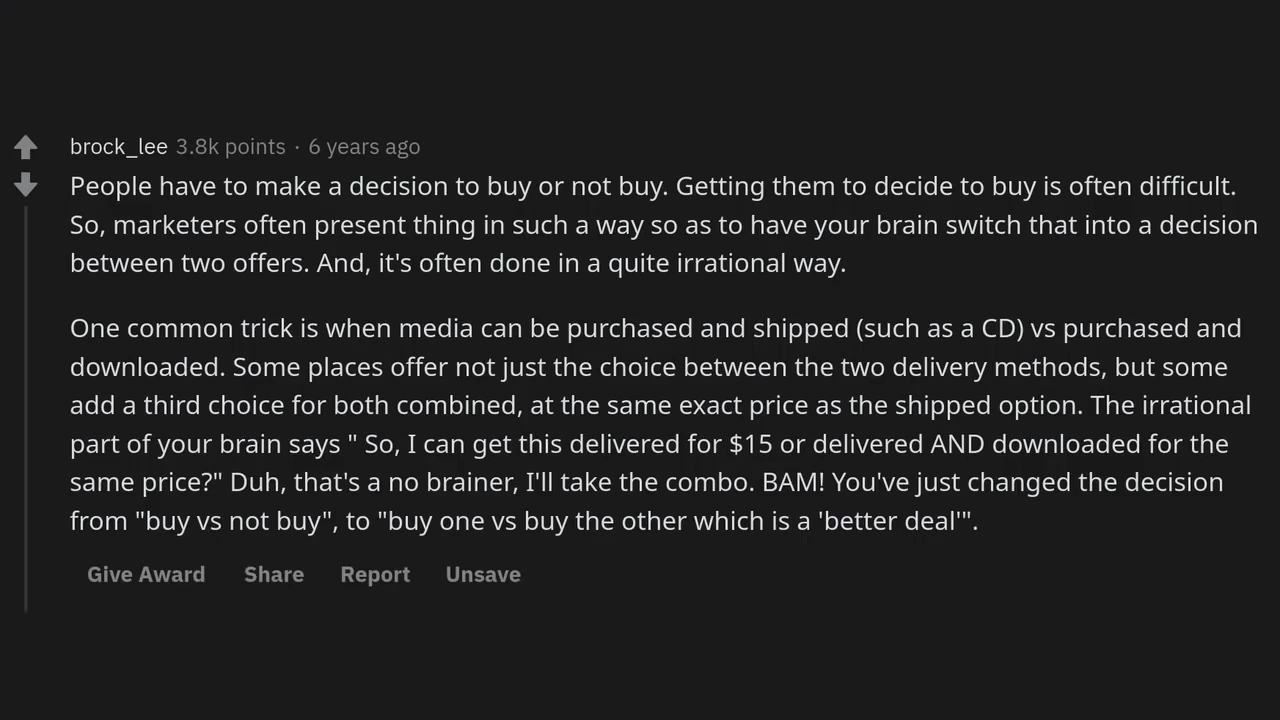 brock_lee 3.8k points · 6 years ago
People have to make a decision to buy or not buy. Getting them to decide to buy is often difficult.
So, marketers often present thing in such a way so as to have your brain switch that into a decision
between two offers. And, it's often done in a quite irrational way.
One common trick is when media can be purchased and shipped (such as a CD) vs purchased and
downloaded. Some places offer not just the choice between the two delivery methods, but some
add a third choice for both combined, at the same exact price as the shipped option. The irrational
part of your brain says " So, I can get this delivered for $15 or delivered AND downloaded for the
same price?" Duh, that's a no brainer, I'll take the combo. BAM! You've just changed the decision
from "buy vs not buy", to "buy one vs buy the other which is a 'better deal'".
Give Award Share Report Unsave